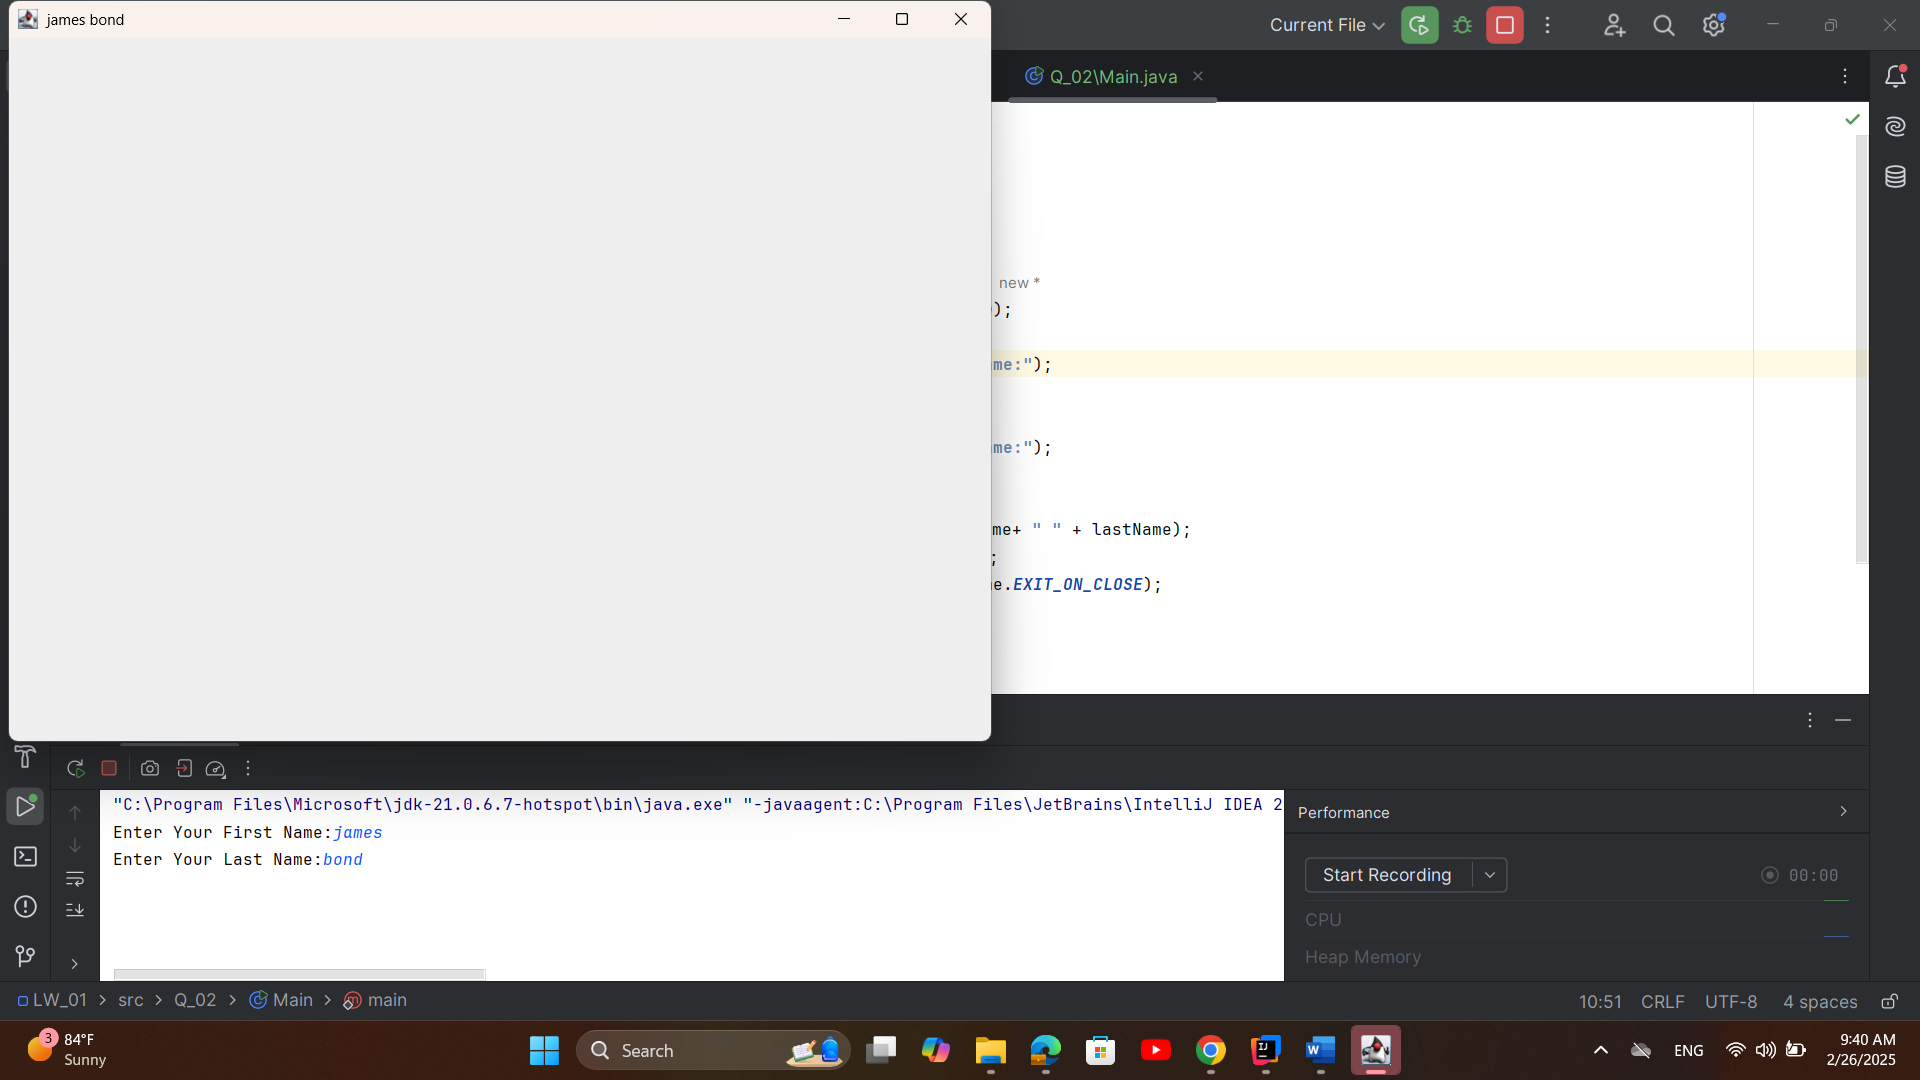 james bond
Current File
Q_02\Main.java
new *
);
me:");
me:");
me+ " " + lastName);
;
e.EXIT_ON_CLOSE);
"C:\Program Files\Microsoft\jdk-21.0.6.7-hotspot\bin\java.exe" "-javaagent:C:\Program Files\JetBrains\IntelliJ IDEA 2
Enter Your First Name:james
Enter Your Last Name:bond
Performance
Start Recording
00:00
CPU
Heap Memory
LW_01 > src > Q_02 > Main > main
10:51 CRLF UTF-8 4 spaces
3
84°F
Sunny
Search
ENG
9:40 AM
2/26/2025